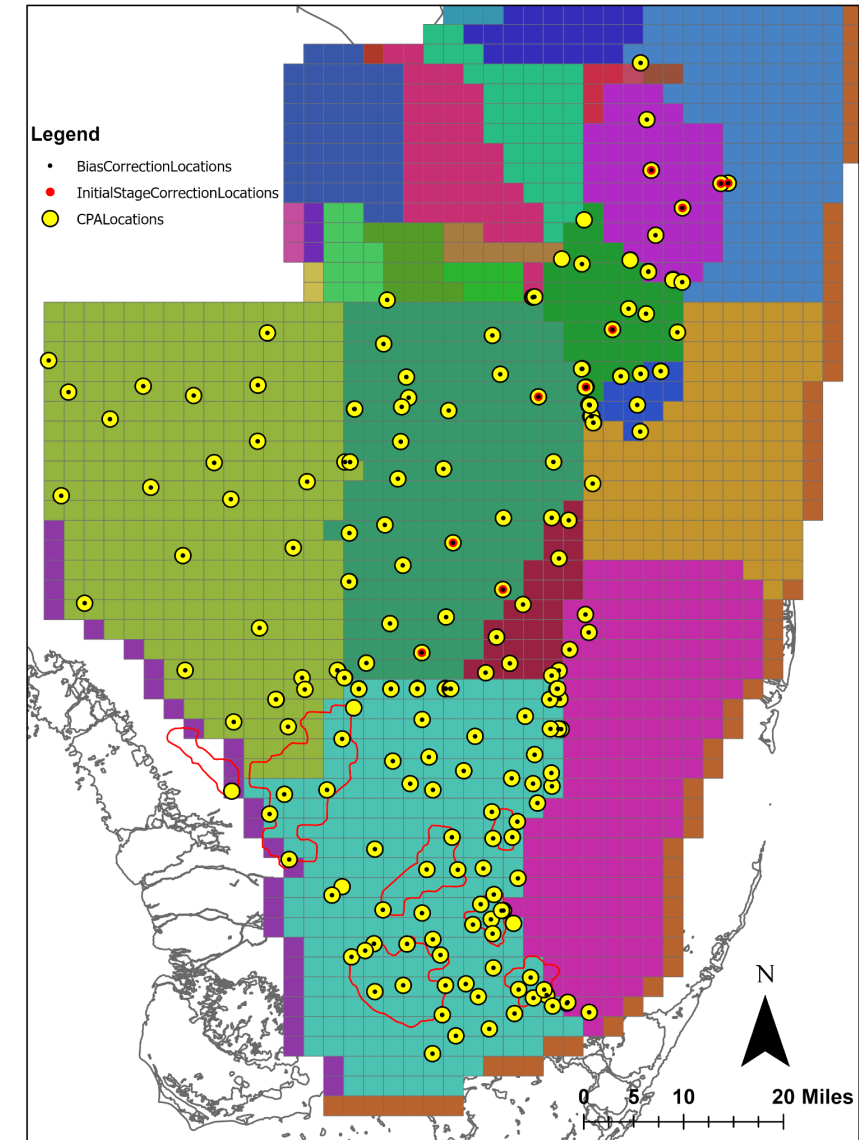 Legend
BiasCorrectionLocations
InitialStageCorrectionLocations
CPALocations
N
0 5 10 20 Miles